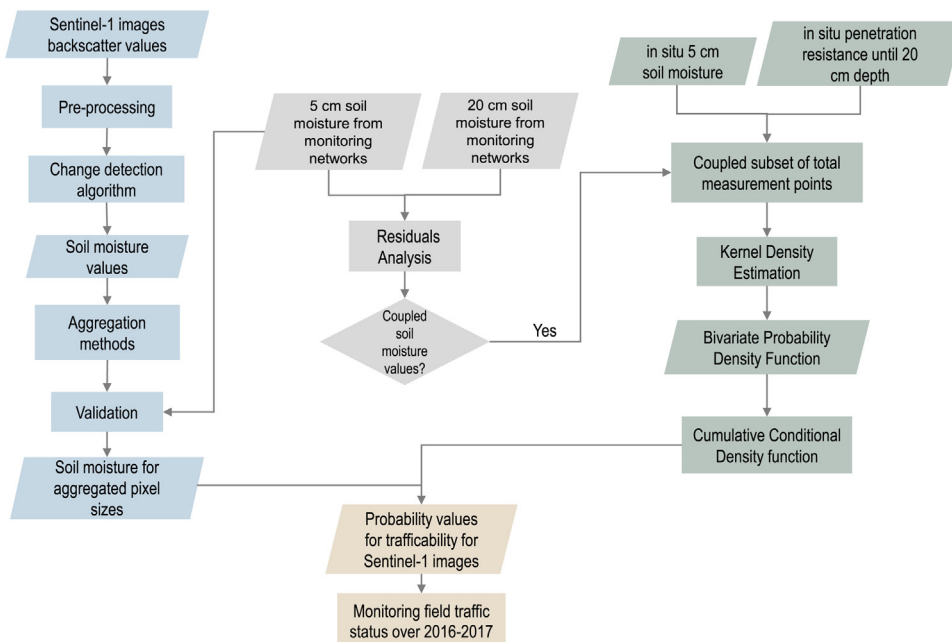 Sentinel-1 images
backscatter values
Pre-processing
Change detection
algorithm
Soil moisture
values
Aggregation
methods
Validation
Soil moisture for
aggregated pixel
sizes
5 cm soil
moisture from
monitoring
networks
20 cm soil
moisture from
monitoring
networks
Residuals
Analysis
Coupled
soil
moisture
values?
Yes
in situ 5 cm
soil moisture
in situ penetration
resistance until 20
cm depth
Coupled subset of total
measurement points
Kernel Density
Estimation
Bivariate Probability
Density Function
Cumulative Conditional
Density function
Probability values
for trafficability for
Sentinel-1 images
Monitoring field traffic
status over 2016-2017